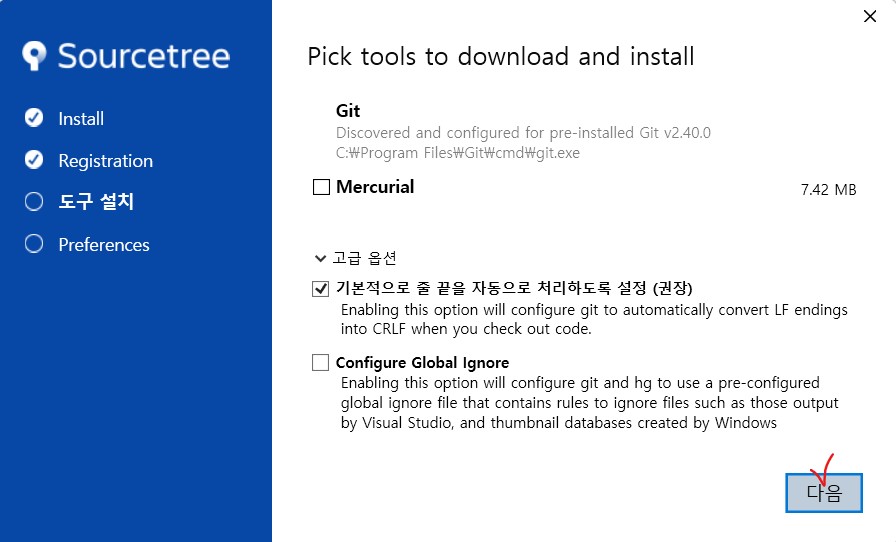 Sourcetree
Install
Registration
도구 설치
Preferences
Pick tools to download and install
Git
Discovered and configured for pre-installed Git v2.40.0
C:₩Program Files₩Git₩cmd₩git.exe
Mercurial
7.42 MB
고급 옵션
기본적으로 줄 끝을 자동으로 처리하도록 설정 (권장)
Enabling this option will configure git to automatically convert LF endings
into CRLF when you check out code.
Configure Global Ignore
Enabling this option will configure git and hg to use a pre-configured
global ignore file that contains rules to ignore files such as those output
by Visual Studio, and thumbnail databases created by Windows
다음